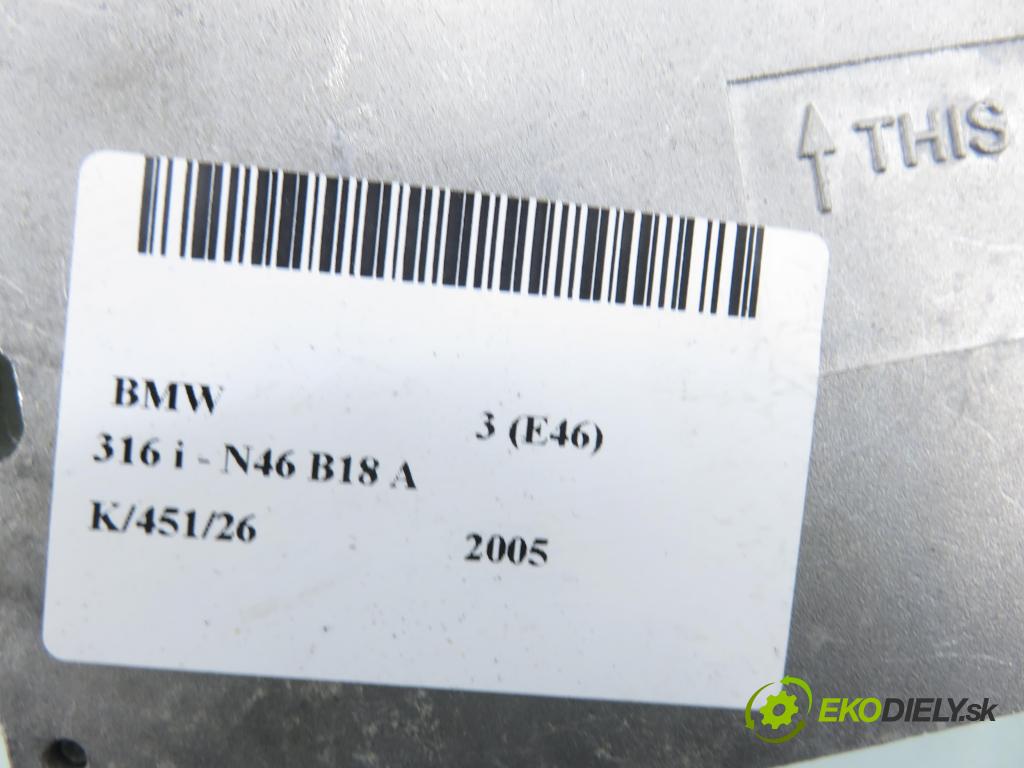 THIS
BMW 3 (E46)
316 i - N46 B18 A
K/451/26 2005
EKODIELY.sk